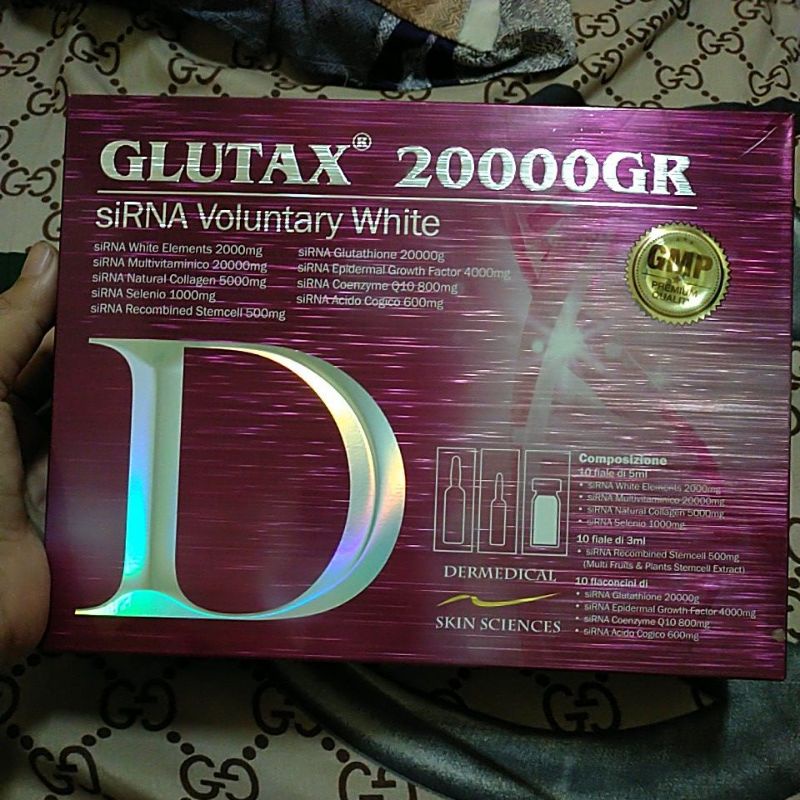 GLUTAX® 20000GR
siRNA Voluntary White
siRNA White Elements 2000mg
siRNA Multivitaminico 20000mg
siRNA Natural Collagen 5000mg
siRNA Selenio 1000mg
siRNA Recombined Stemcell 500mg
siRNA Glutathione 20000g
siRNA Epidermal Growth Factor 4000mg
siRNA Coenzyme Q10 800mg
siRNA Acido Cogico 600mg
GMP
PREMIUM
QUALITY
D
DERMEDICAL
SKIN SCIENCES
Composizione
10 fiale di 5ml
• siRNA White Elements 2000mg
• siRNA Multivitaminico 20000mg
• siRNA Natural Collagen 5000mg
• siRNA Selenio 1000mg
10 fiale di 3ml
• siRNA Recombined Stemcell 500mg
(Multi Fruits & Plants Stemcell Extract)
10 flaconcini di
• siRNA Glutathione 20000g
• siRNA Epidermal Growth Factor 4000mg
• siRNA Coenzyme Q10 800mg
• siRNA Acido Cogico 600mg